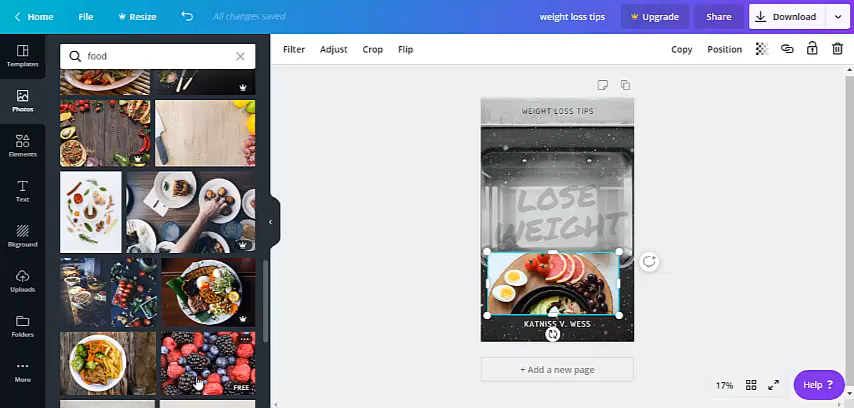 Home File Resize All changes saved weight loss tips Upgrade Share Download
Templates
food
Filter Adjust Crop Flip Copy Position
Photos
Elements
Text
Bkground
Uploads
Folders
More
FREE
WEIGHT LOSS TIPS
LOSE
WEIGHT
KATNISS V. WESS
+ Add a new page
17% Help ?